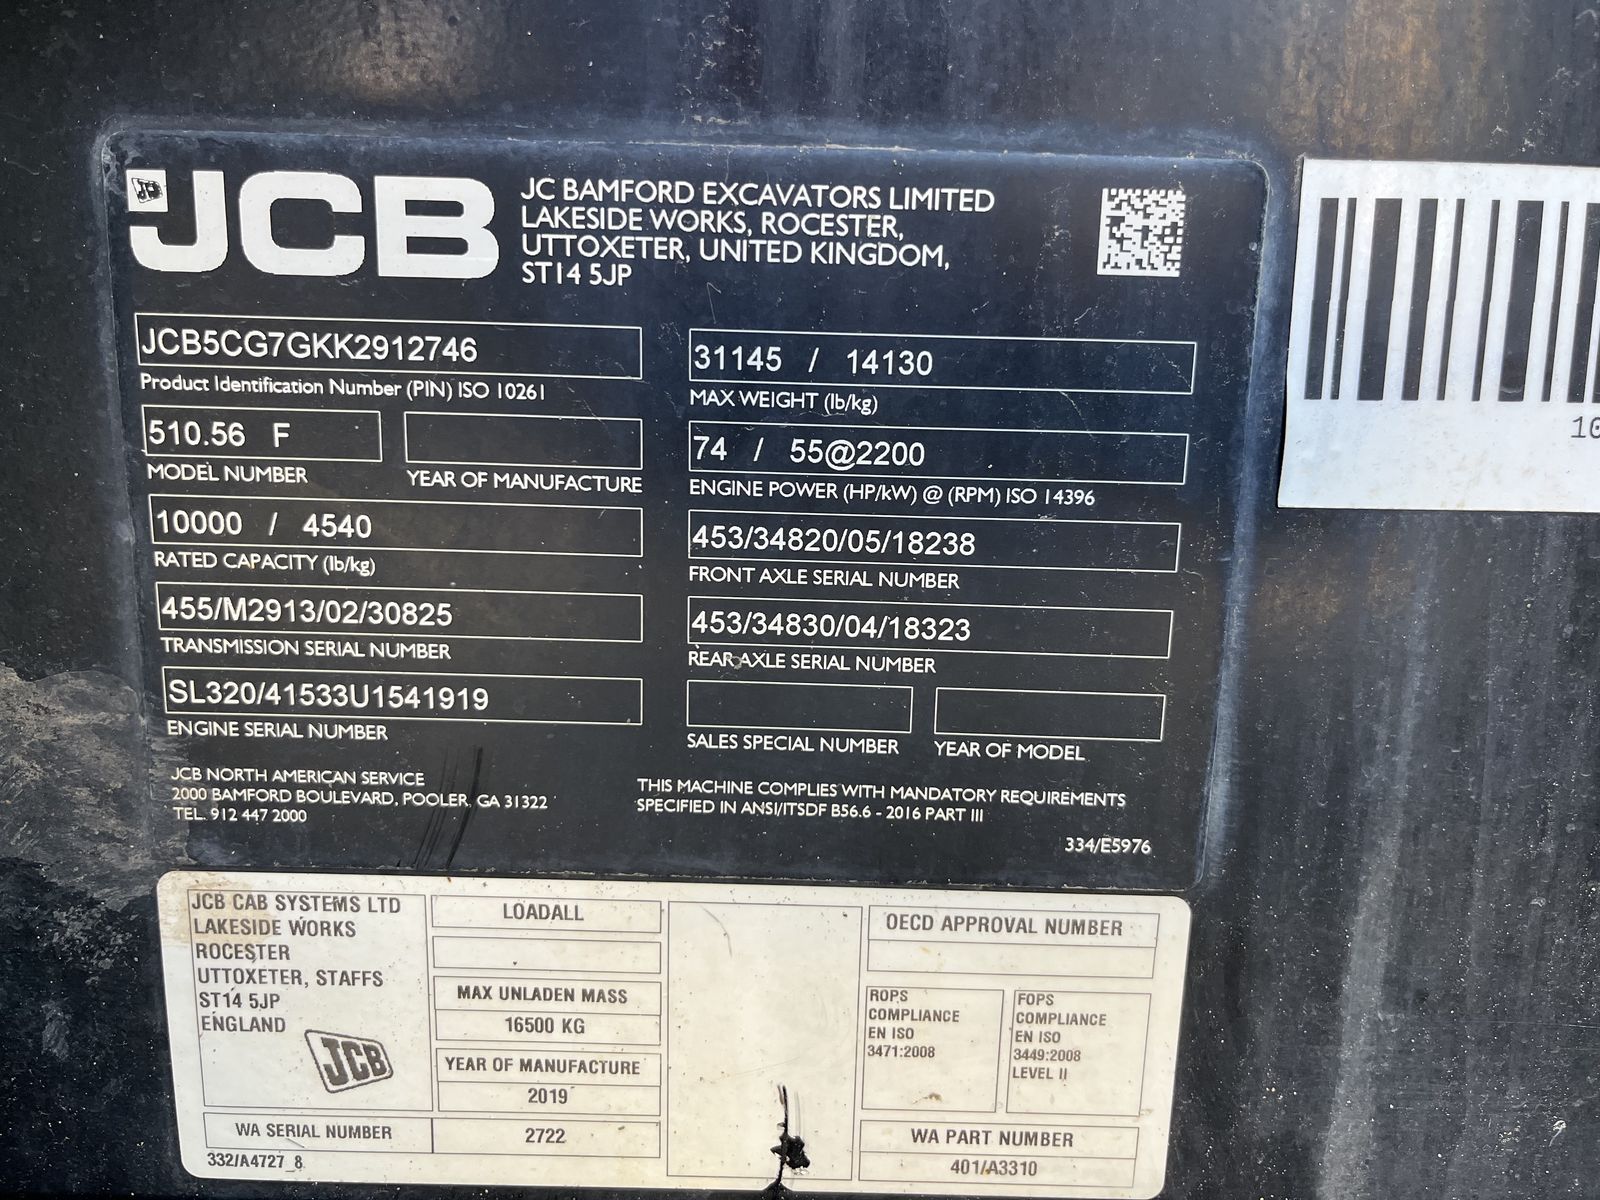 JCB
JC BAMFORD EXCAVATORS LIMITED
LAKESIDE WORKS, ROCESTER,
UTTOXETER, UNITED KINGDOM,
ST14 5JP
JCB5CG7GKK2912746
Product Identification Number (PIN) ISO 10261
510.56 F
MODEL NUMBER
YEAR OF MANUFACTURE
10000 / 4540
RATED CAPACITY (lb/kg)
455/M2913/02/30825
TRANSMISSION SERIAL NUMBER
SL320/41533U1541919
ENGINE SERIAL NUMBER
31145 / 14130
MAX WEIGHT (lb/kg)
74 / 55@2200
ENGINE POWER (HP/kW) @ (RPM) ISO 14396
453/34820/05/18238
FRONT AXLE SERIAL NUMBER
453/34830/04/18323
REAR AXLE SERIAL NUMBER
SALES SPECIAL NUMBER
YEAR OF MODEL
JCB NORTH AMERICAN SERVICE
2000 BAMFORD BOULEVARD, POOLER, GA 31322
TEL. 912 447 2000
THIS MACHINE COMPLIES WITH MANDATORY REQUIREMENTS
SPECIFIED IN ANSI/ITSDF B56.6 - 2016 PART III
334/E5976
10
JCB CAB SYSTEMS LTD
LAKESIDE WORKS
ROCESTER
UTTOXETER, STAFFS
ST14 5JP
ENGLAND
JCB
LOADALL
MAX UNLADEN MASS
16500 KG
YEAR OF MANUFACTURE
2019
WA SERIAL NUMBER
2722
332/A4727_8
OECD APPROVAL NUMBER
ROPS
COMPLIANCE
EN ISO
3471:2008
FOPS
COMPLIANCE
EN ISO
3449:2008
LEVEL II
WA PART NUMBER
401/A3310